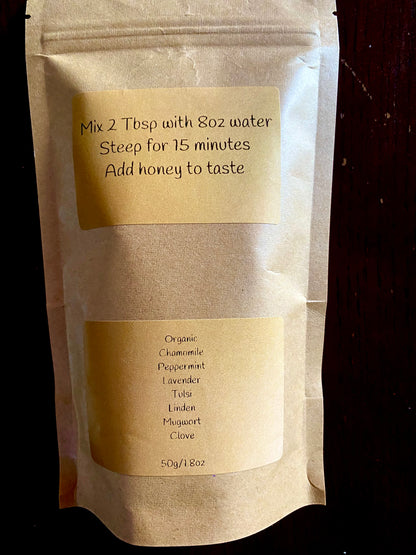 Mix 2 Tbsp with 8oz water
Steep for 15 minutes
Add honey to taste
Organic
Chamomile
Peppermint
Lavender
Tulsi
Linden
Mugwort
Clove
50g/1.8oz